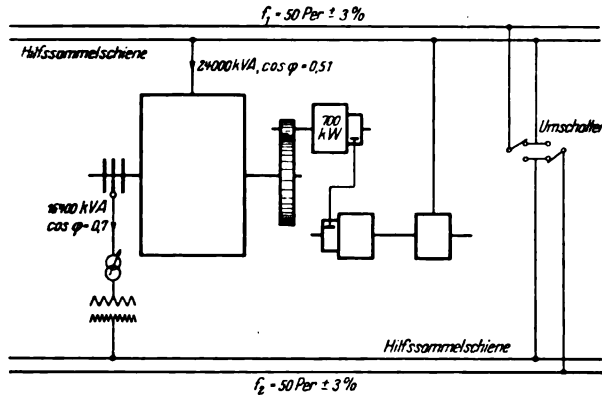 f₁ = 50 Per ± 3%
Hilfssammelschiene
24000 kVA, cos φ = 0,51
700
kW
Umschalter
16400 kVA
cos φ = 0,7
Hilfssammelschiene
f₂ = 50 Per ± 3%